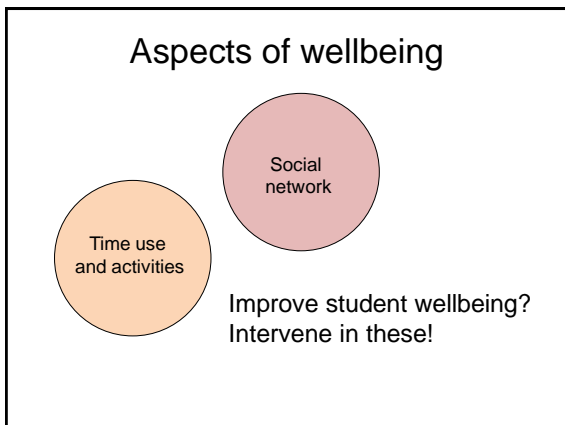 Aspects of wellbeing
Social
network
Time use
and activities
Improve student wellbeing?
Intervene in these!